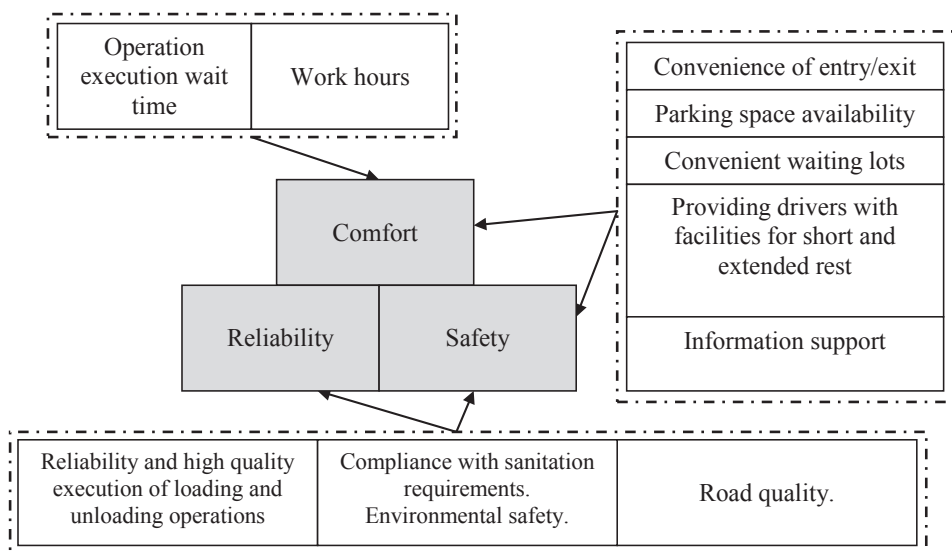 Operation
execution wait
time
Work hours
Convenience of entry/exit
Parking space availability
Convenient waiting lots
Providing drivers with
facilities for short and
extended rest
Information support
Comfort
Reliability
Safety
Reliability and high quality
execution of loading and
unloading operations
Compliance with sanitation
requirements.
Environmental safety.
Road quality.